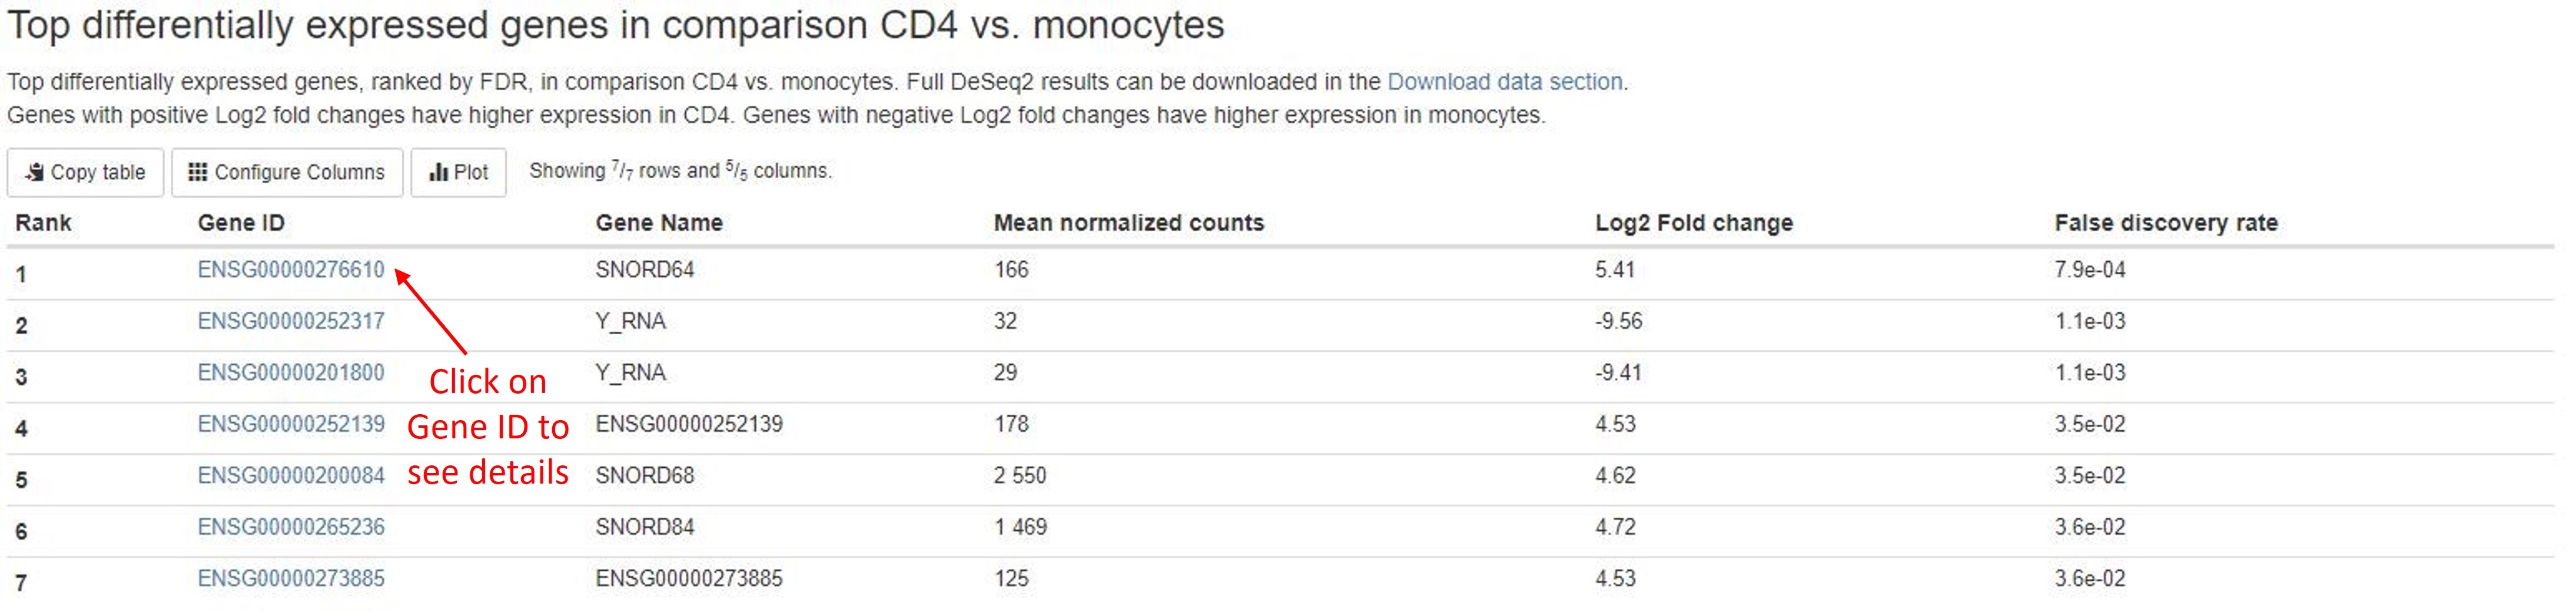 Top differentially expressed genes in comparison CD4 vs. monocytes
Top differentially expressed genes, ranked by FDR, in comparison CD4 vs. monocytes. Full DeSeq2 results can be downloaded in the Download data section.
Genes with positive Log2 fold changes have higher expression in CD4. Genes with negative Log2 fold changes have higher expression in monocytes.
Copy table Configure Columns Plot Showing 7/7 rows and 5/5 columns.
Rank Gene ID Gene Name Mean normalized counts Log2 Fold change False discovery rate
1 ENSG00000276610 SNORD64 166 5.41 7.9e-04
2 ENSG00000252317 Y_RNA 32 -9.56 1.1e-03
3 ENSG00000201800 Y_RNA 29 -9.41 1.1e-03
4 ENSG00000252139 ENSG00000252139 178 4.53 3.5e-02
5 ENSG00000200084 SNORD68 2 550 4.62 3.5e-02
6 ENSG00000265236 SNORD84 1 469 4.72 3.6e-02
7 ENSG00000273885 ENSG00000273885 125 4.53 3.6e-02
Click on
Gene ID to
see details